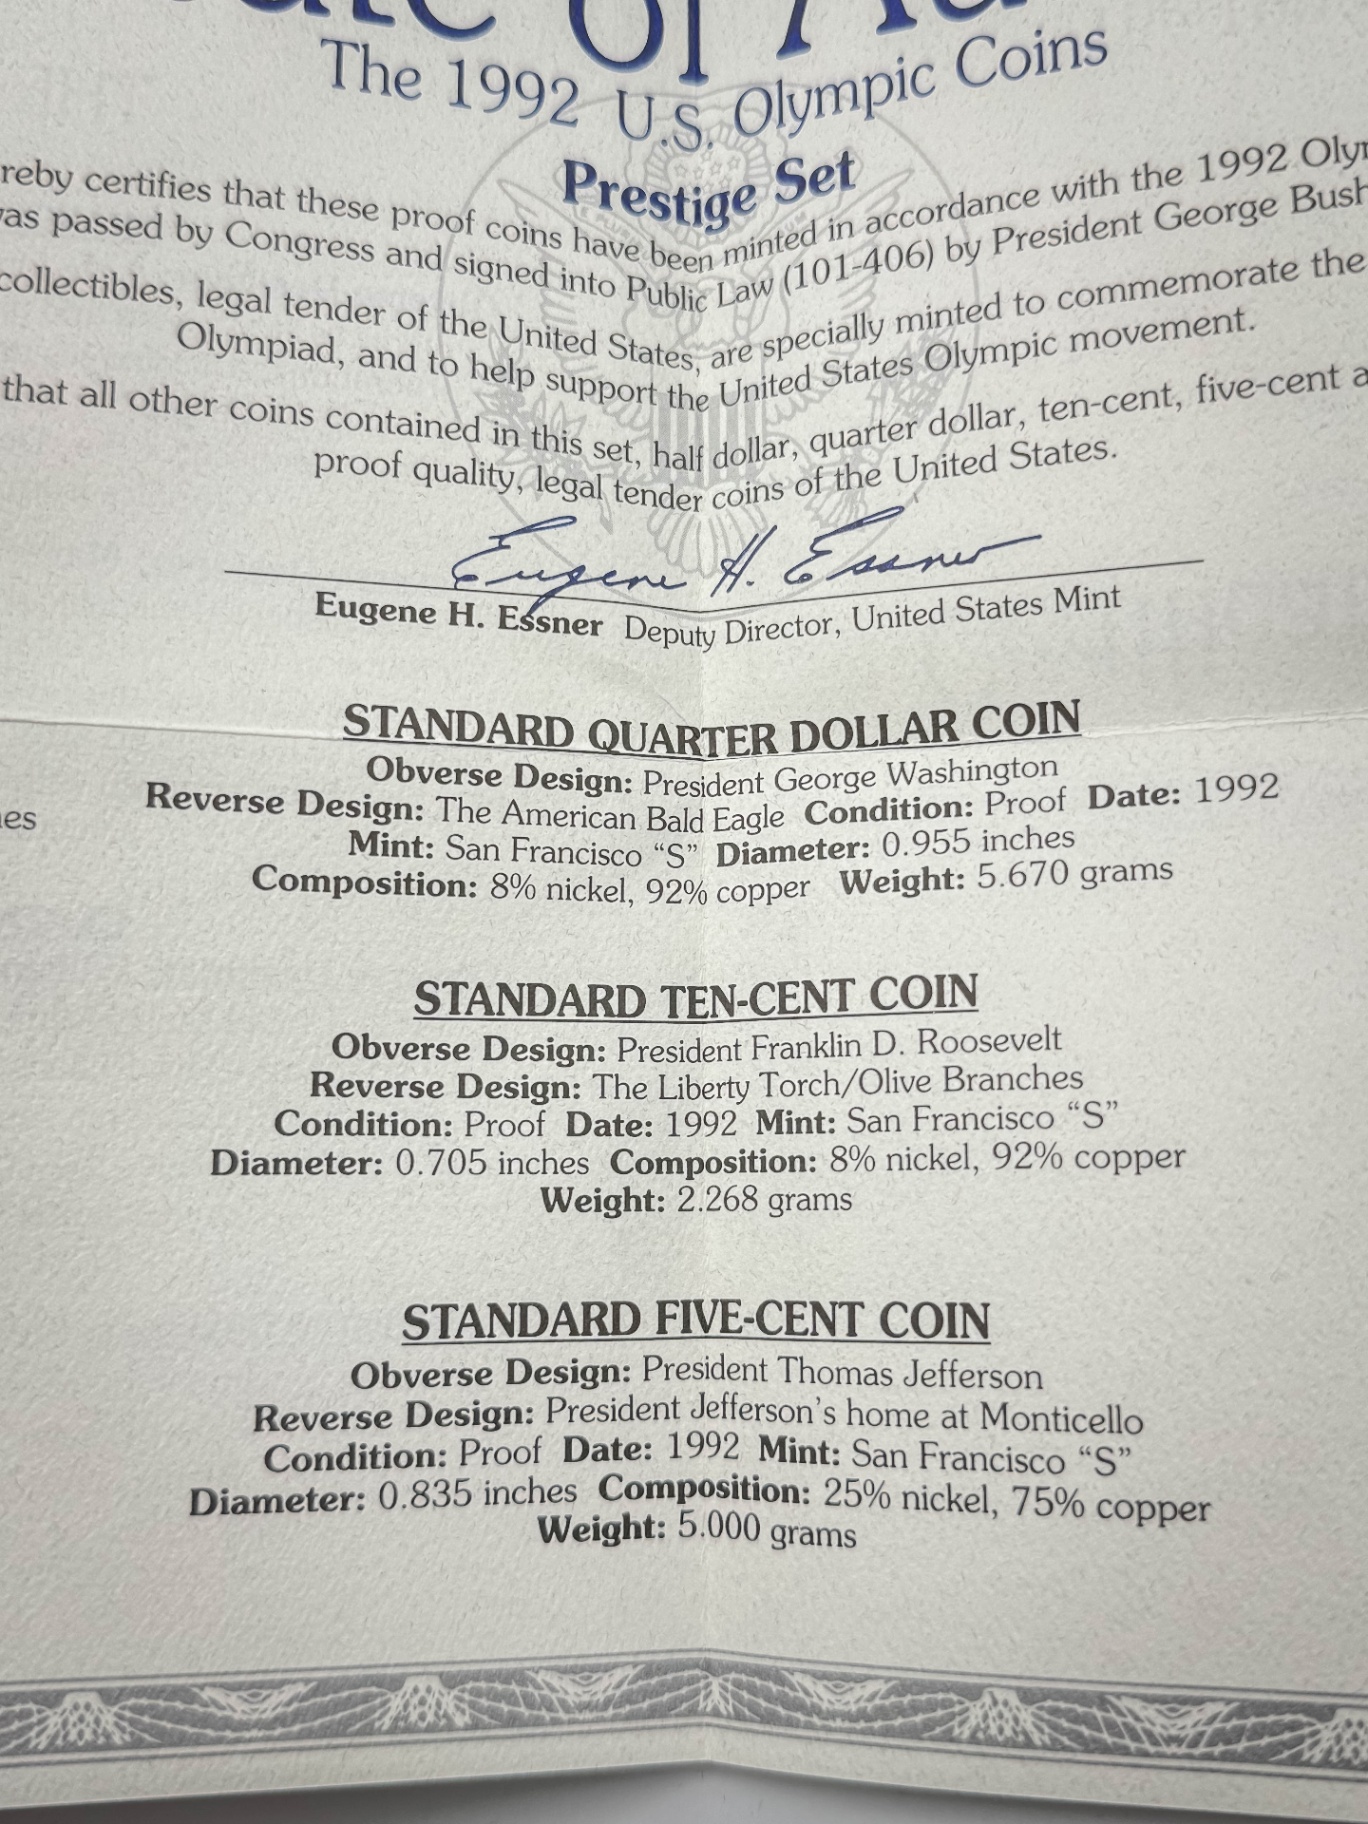 of
The 1992 U.S. Olympic Coins
Prestige Set
reby certifies that these proof coins have been minted in accordance with the 1992 Olym
was passed by Congress and signed into Public Law (101-406) by President George Bush
collectibles, legal tender of the United States, are specially minted to commemorate the
Olympiad, and to help support the United States Olympic movement.
that all other coins contained in this set, half dollar, quarter dollar, ten-cent, five-cent a
proof quality, legal tender coins of the United States.
Eugene H. Essner
Eugene H. Essner Deputy Director, United States Mint
STANDARD QUARTER DOLLAR COIN
Obverse Design: President George Washington
Reverse Design: The American Bald Eagle Condition: Proof Date: 1992
es
Mint: San Francisco “S” Diameter: 0.955 inches
Composition: 8% nickel, 92% copper Weight: 5.670 grams
STANDARD TEN-CENT COIN
Obverse Design: President Franklin D. Roosevelt
Reverse Design: The Liberty Torch/Olive Branches
Condition: Proof Date: 1992 Mint: San Francisco “S”
Diameter: 0.705 inches Composition: 8% nickel, 92% copper
Weight: 2.268 grams
STANDARD FIVE-CENT COIN
Obverse Design: President Thomas Jefferson
Reverse Design: President Jefferson's home at Monticello
Condition: Proof Date: 1992 Mint: San Francisco “S”
Diameter: 0.835 inches Composition: 25% nickel, 75% copper
Weight: 5.000 grams